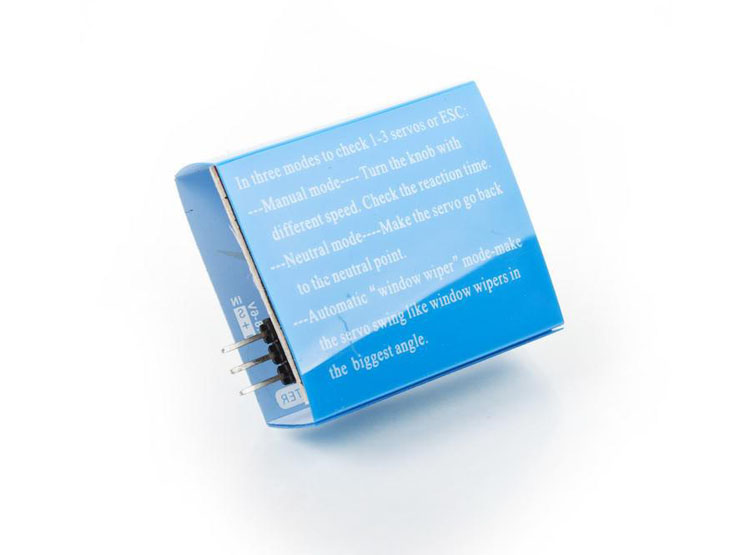 In three modes to check 1-3 servos or ESC:
---Manual mode----Turn the knob with
different speed. Check the reaction time.
---Neutral mode----Make the servo go back
to the neutral point.
---Automatic “window wiper” mode-make
the servo swing like window wipers in
the biggest angle.
IN
S +
TER